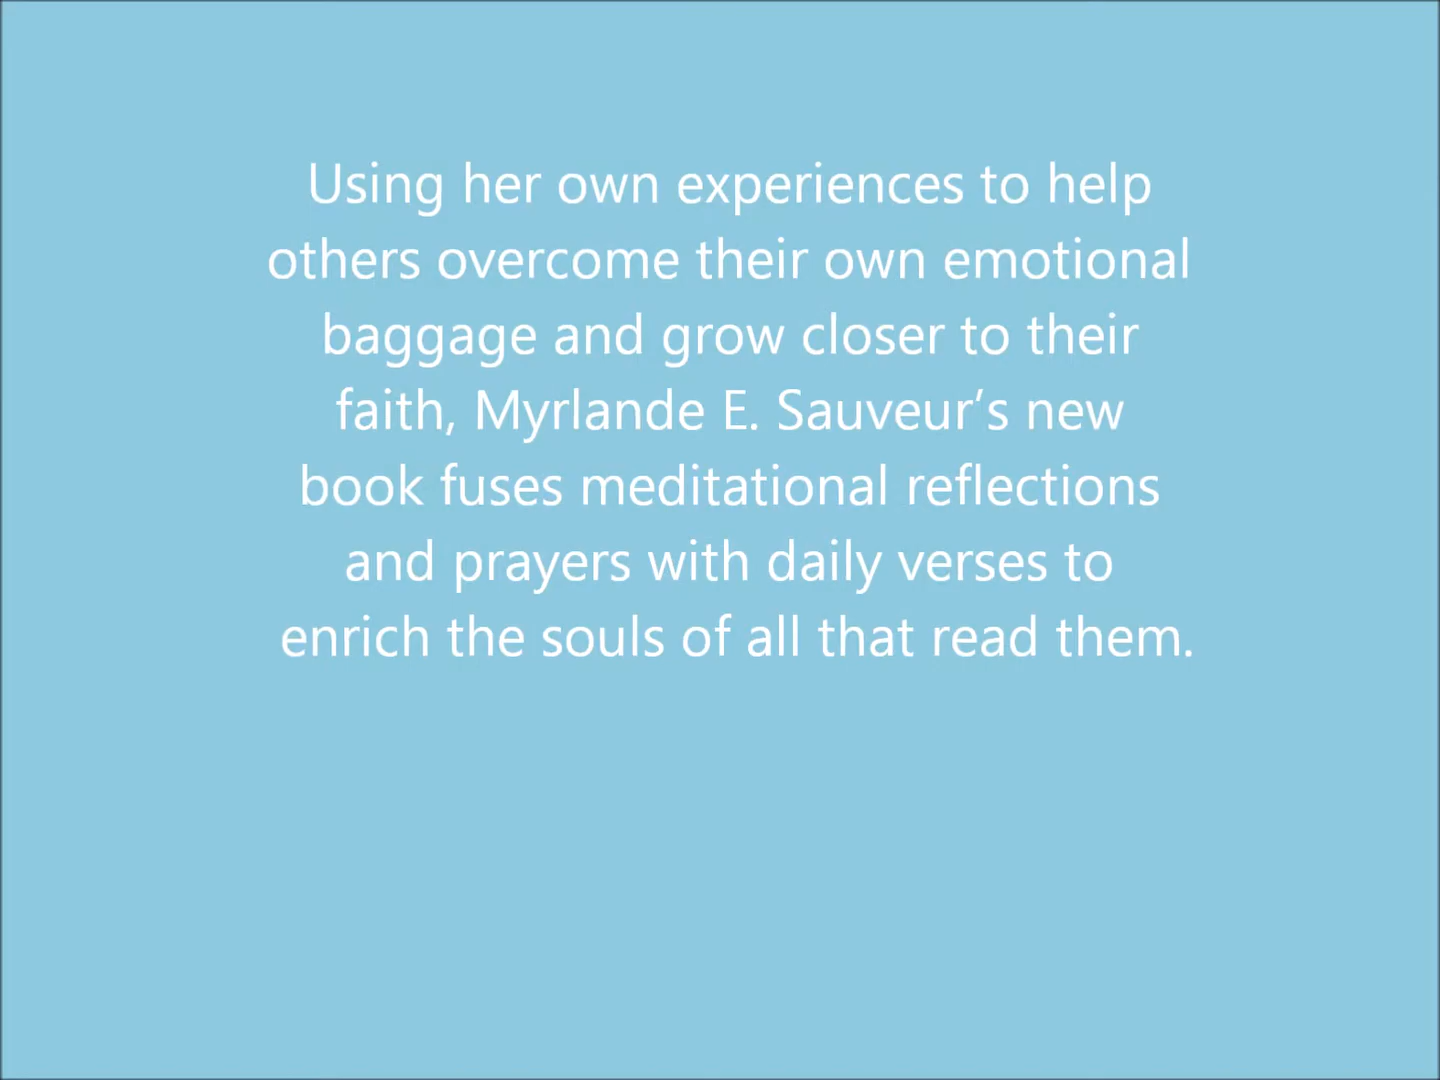 Using her own experiences to help
others overcome their own emotional
baggage and grow closer to their
faith, Myrlande E. Sauveur’s new
book fuses meditational reflections
and prayers with daily verses to
enrich the souls of all that read them.